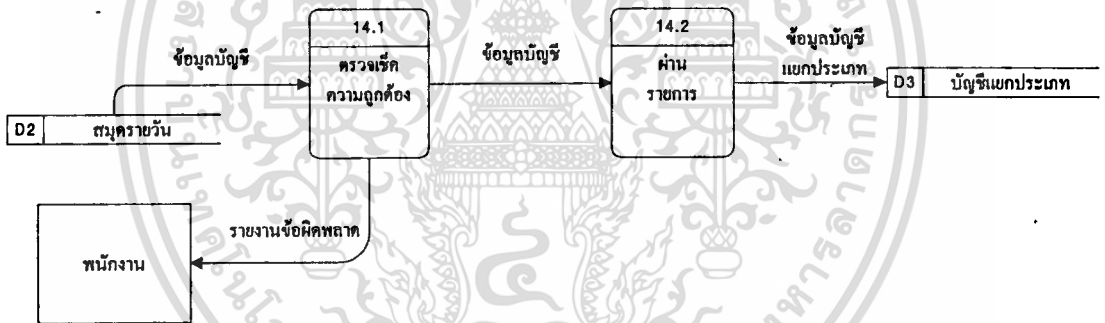 14.1
ตรวจเช็ค
ความถูกต้อง
14.2
ผ่าน
รายการ
ข้อมูลบัญชี
ข้อมูลบัญชี
ข้อมูลบัญชี
แยกประเภท
D3 บัญชีแยกประเภท
D2 สมุดรายวัน
รายงานข้อผิดพลาด
พนักงาน